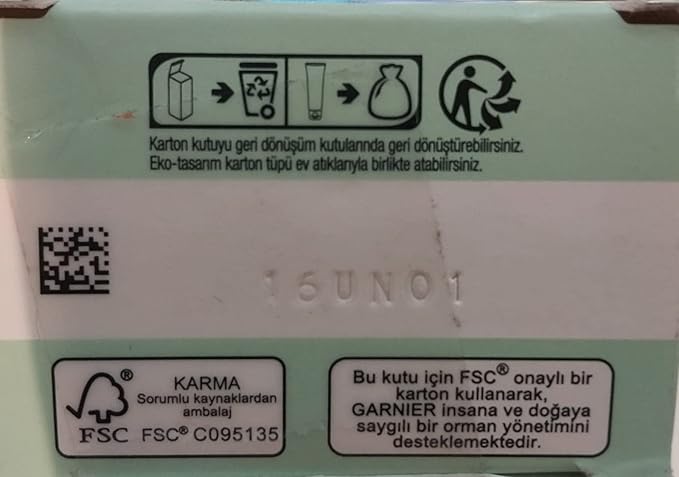 Karton kutuyu geri dönüşüm kutularında geri dönüştürebilirsiniz.
Eko-tasarım karton tüpü ev atıklarıyla birlikte atabilirsiniz.
16UN01
KARMA
Sorumlu kaynaklardan
ambalaj
FSC FSC® C095135
Bu kutu için FSC® onaylı bir
karton kullanarak,
GARNIER insana ve doğaya
saygılı bir orman yönetimini
desteklemektedir.